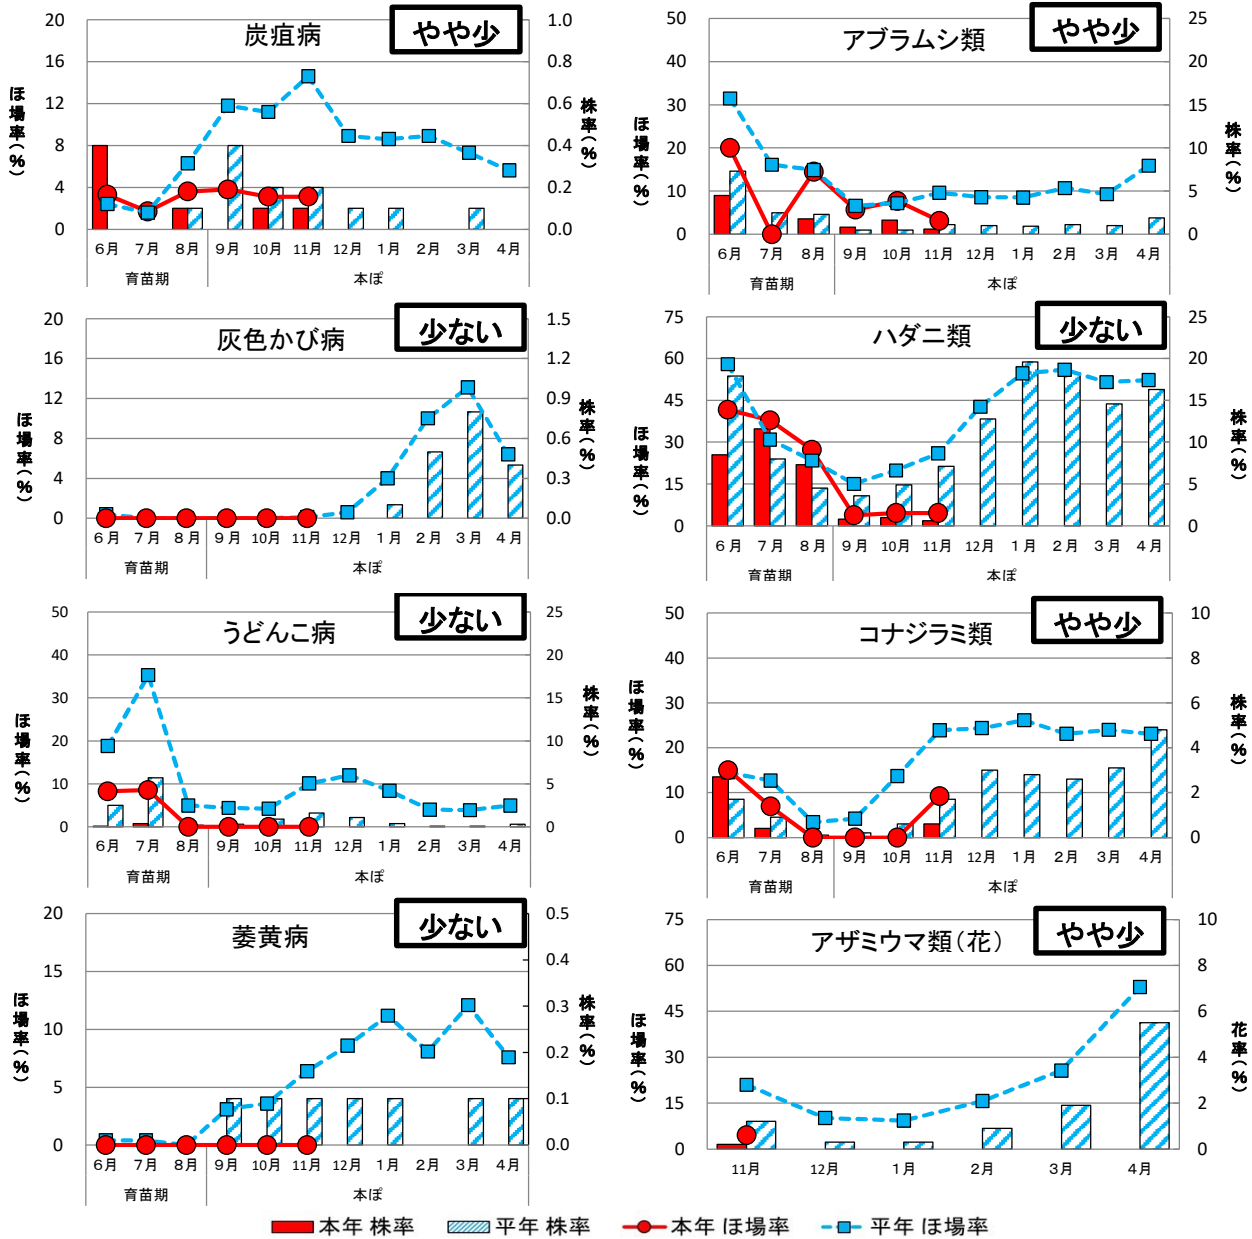 炭疽病
やや少
ほ場率(%)
株率(%)
20
16
12
8
4
0
1.0
0.8
0.6
0.4
0.2
0.0
6月 7月 8月 9月 10月 11月 12月 1月 2月 3月 4月
育苗期 本ぽ
アブラムシ類
やや少
ほ場率(%)
株率(%)
50
40
30
20
10
0
25
20
15
10
5
0
6月 7月 8月 9月 10月 11月 12月 1月 2月 3月 4月
育苗期 本ぽ
灰色かび病
少ない
ほ場率(%)
株率(%)
20
16
12
8
4
0
1.5
1.2
0.9
0.6
0.3
0.0
6月 7月 8月 9月 10月 11月 12月 1月 2月 3月 4月
育苗期 本ぽ
ハダニ類
少ない
ほ場率(%)
株率(%)
75
60
45
30
15
0
25
20
15
10
5
0
6月 7月 8月 9月 10月 11月 12月 1月 2月 3月 4月
育苗期 本ぽ
うどんこ病
少ない
ほ場率(%)
株率(%)
50
40
30
20
10
0
25
20
15
10
5
0
6月 7月 8月 9月 10月 11月 12月 1月 2月 3月 4月
育苗期 本ぽ
コナジラミ類
やや少
ほ場率(%)
株率(%)
50
40
30
20
10
0
10
8
6
4
2
0
6月 7月 8月 9月 10月 11月 12月 1月 2月 3月 4月
育苗期 本ぽ
萎黄病
少ない
ほ場率(%)
株率(%)
20
15
10
5
0
0.5
0.4
0.3
0.2
0.1
0.0
6月 7月 8月 9月 10月 11月 12月 1月 2月 3月 4月
育苗期 本ぽ
アザミウマ類(花)
やや少
ほ場率(%)
花率(%)
75
60
45
30
15
0
10
8
6
4
2
0
11月 12月 1月 2月 3月 4月
本年 株率 平年 株率 本年 ほ場率 平年 ほ場率